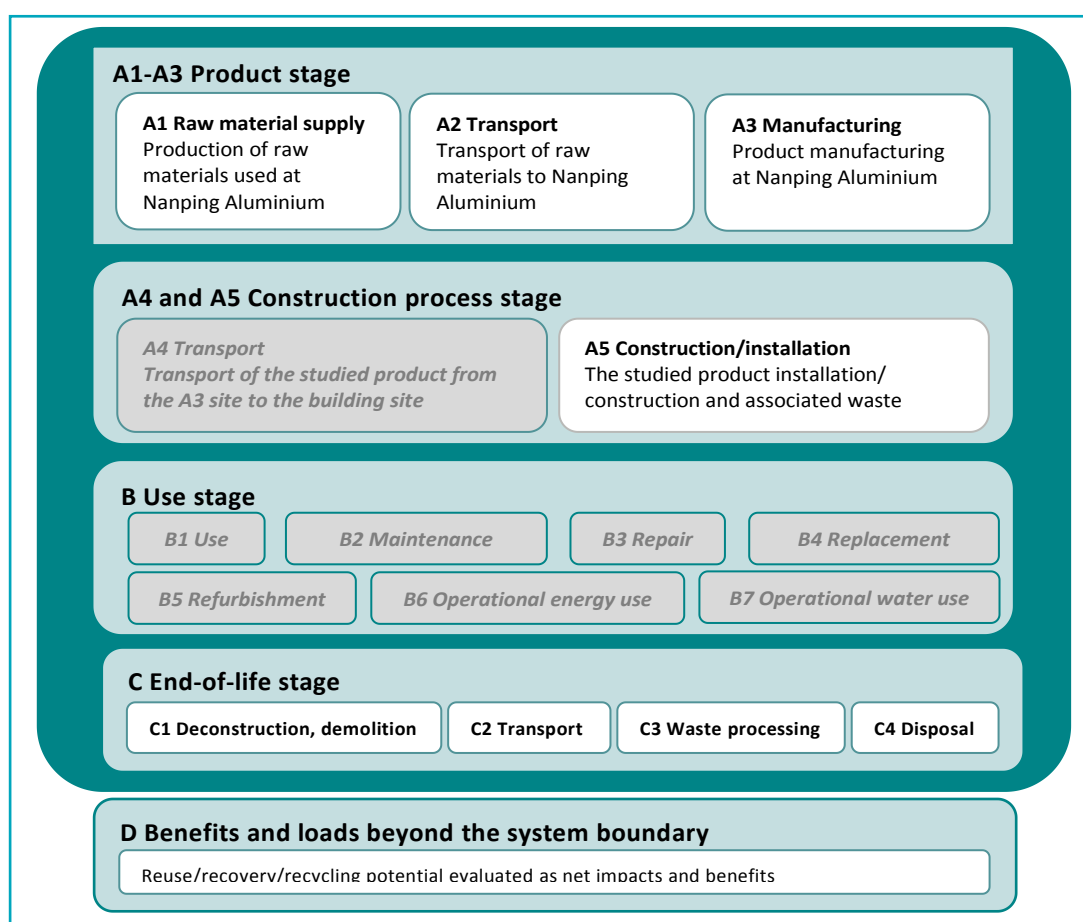 A1-A3 Product stage
A1 Raw material supply
Production of raw
materials used at
Nanping Aluminium
A2 Transport
Transport of raw
materials to Nanping
Aluminium
A3 Manufacturing
Product manufacturing
at Nanping Aluminium
A4 and A5 Construction process stage
A4 Transport
Transport of the studied product from
the A3 site to the building site
A5 Construction/installation
The studied product installation/
construction and associated waste
B Use stage
B1 Use
B2 Maintenance
B3 Repair
B4 Replacement
B5 Refurbishment
B6 Operational energy use
B7 Operational water use
C End-of-life stage
C1 Deconstruction, demolition
C2 Transport
C3 Waste processing
C4 Disposal
D Benefits and loads beyond the system boundary
Reuse/recovery/recycling potential evaluated as net impacts and benefits